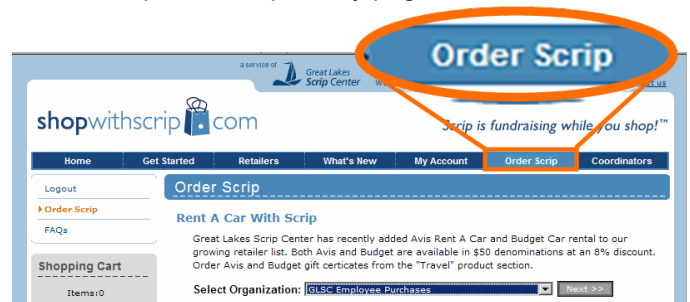 Order Scrip
a service of Great Lakes
Scrip Center
shopwithscrip.com
Scrip is fundraising while you shop!™
Home Get Started Retailers What's New My Account Order Scrip Coordinators
Logout
Order Scrip
FAQs
Shopping Cart
Items:0
Order Scrip
Rent A Car With Scrip
Great Lakes Scrip Center has recently added Avis Rent A Car and Budget Car rental to our
growing retailer list. Both Avis and Budget are available in $50 denominations at an 8% discount.
Order Avis and Budget gift certicates from the "Travel" product section.
Select Organization: GLSC Employee Purchases Next >>